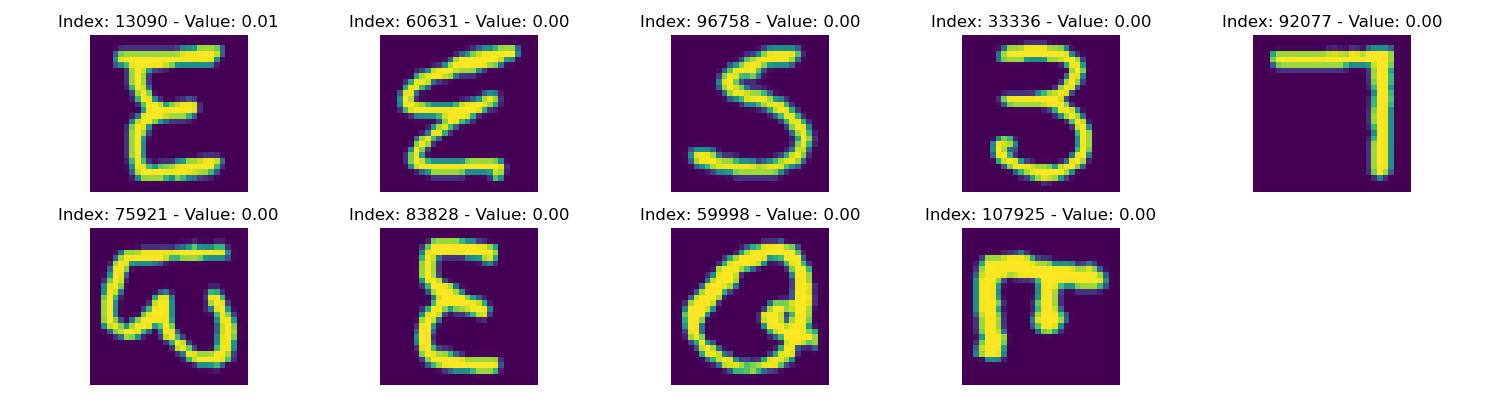 Index: 13090 - Value: 0.01 Index: 60631 - Value: 0.00 Index: 96758 - Value: 0.00 Index: 33336 - Value: 0.00 Index: 92077 - Value: 0.00
E E S 3 7
Index: 75921 - Value: 0.00 Index: 83828 - Value: 0.00 Index: 59998 - Value: 0.00 Index: 107925 - Value: 0.00
E Q